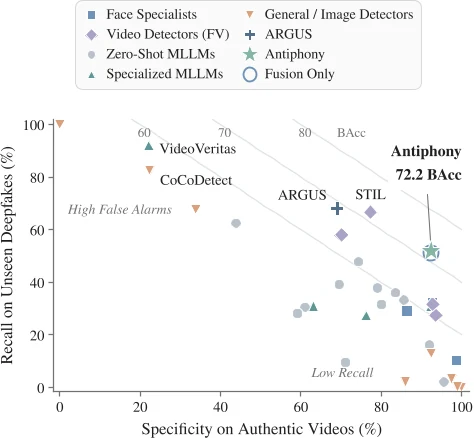 Face Specialists
General / Image Detectors
Video Detectors (FV)
ARGUS
Zero-Shot MLLMs
Antiphony
Specialized MLLMs
Fusion Only
100
60
70
80
BAcc
VideoVeritas
Antiphony
72.2 BAcc
80
CoCoDetect
ARGUS
STIL
High False Alarms
60
40
20
Low Recall
0
0
20
40
60
80
100
Recall on Unseen Deepfakes (%)
Specificity on Authentic Videos (%)